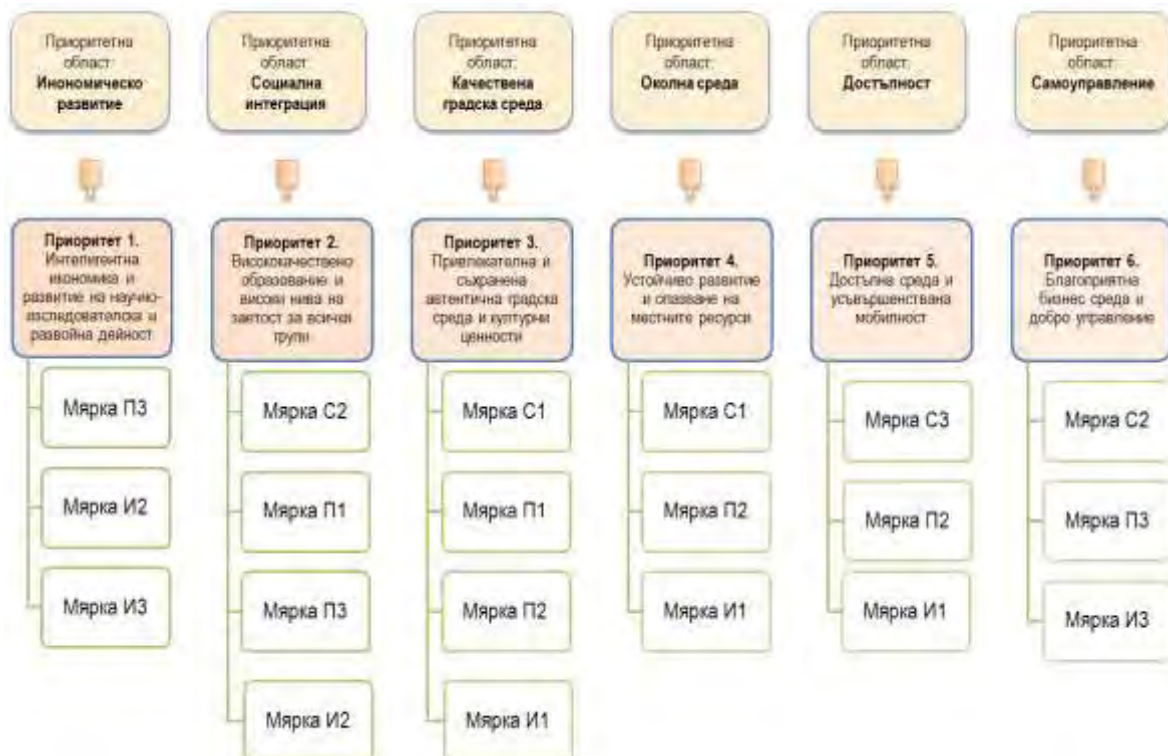 Приоритетна
област:
Иономическо
развитие
Приоритетна
област:
Социална
интеграция
Приоритетна
област:
Качествена
градска среда
Приоритетна
област:
Околна среда
Приоритетна
област:
Достъпност
Приоритетна
област:
Самоуправление
Приоритет 1.
Интелигентна
икономика и
развитие на научно-
изследователска и
развойна дейност
Приоритет 2.
Висококачествено
образование и
високи нива на
заетост за всички
групи
Приоритет 3.
Привлекателна и
съхранена
автентична градска
среда и културни
ценности
Приоритет 4.
Устойчиво развитие
и опазване на
местните ресурси
Приоритет 5.
Достъпна среда и
усъвършенствана
мобилност
Приоритет 6.
Благоприятна
бизнес среда и
добро управление
Мярка П3
Мярка И2
Мярка И3
Мярка С2
Мярка П1
Мярка П3
Мярка И2
Мярка С1
Мярка П1
Мярка П2
Мярка И1
Мярка С1
Мярка П2
Мярка И1
Мярка С3
Мярка П2
Мярка И1
Мярка С2
Мярка П3
Мярка И3